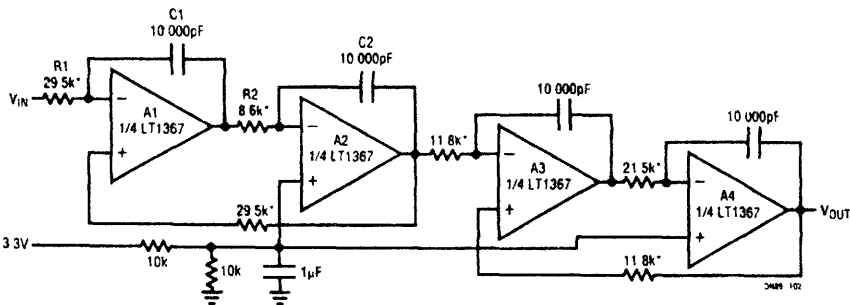 C1
10 000pF
R1
29 5k*
VIN
A1
1/4 LT1367
−
+
R2
8 6k*
C2
10 000pF
A2
1/4 LT1367
−
+
29 5k*
11 8k*
10 000pF
A3
1/4 LT1367
−
+
21 5k*
10 000pF
A4
1/4 LT1367
−
+
VOUT
11 8k*
3 3V
10k
10k
1µF